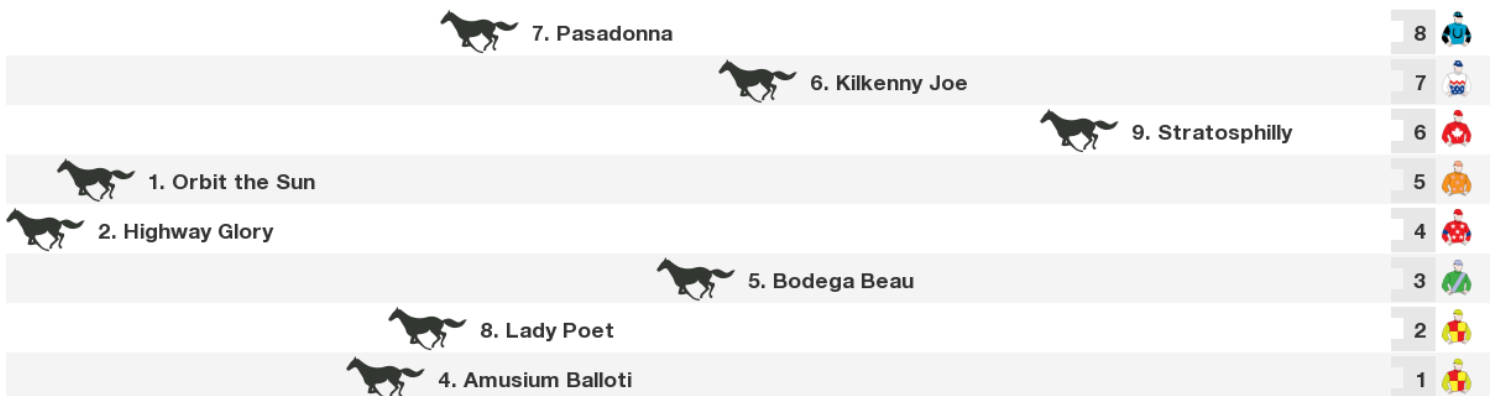 7. Pasadonna 8
6. Kilkenny Joe 7
9. Stratosphilly 6
1. Orbit the Sun 5
2. Highway Glory 4
5. Bodega Beau 3
8. Lady Poet 2
4. Amusium Balloti 1